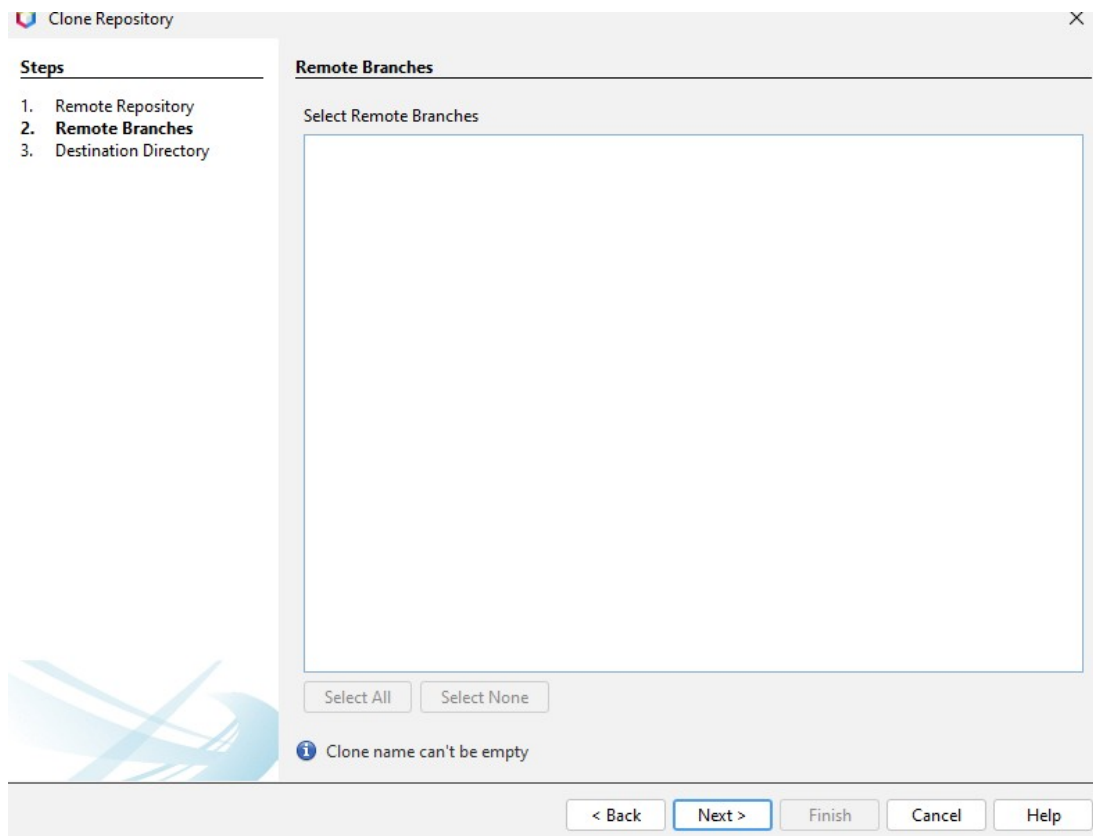 Clone Repository
Steps
1. Remote Repository
2. Remote Branches
3. Destination Directory
Remote Branches
Select Remote Branches
Select All
Select None
Clone name can't be empty
< Back
Next >
Finish
Cancel
Help